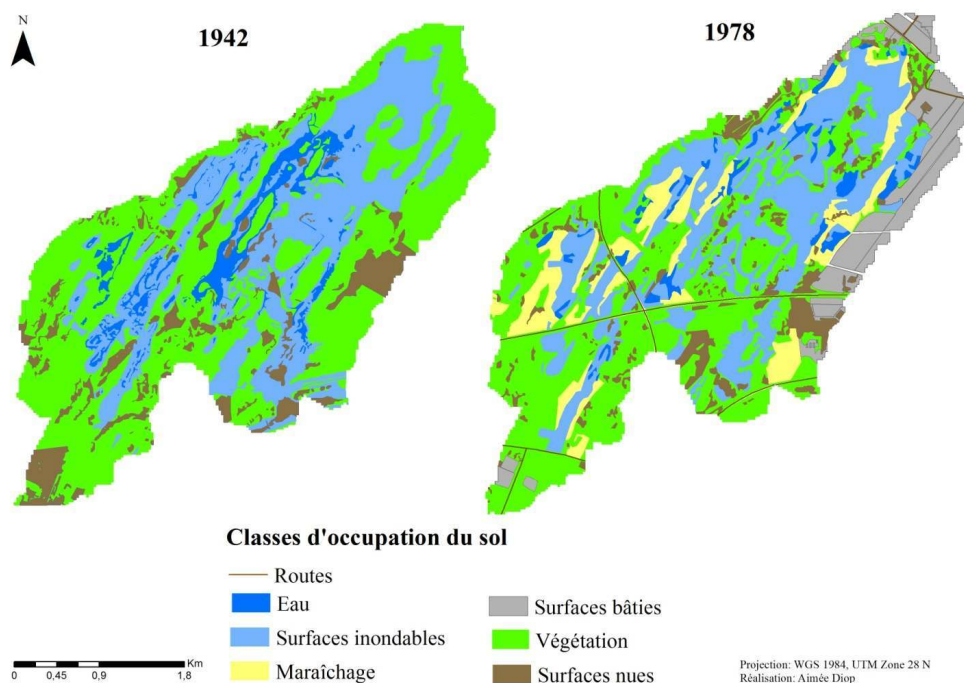 N
1942
1978
Classes d'occupation du sol
Routes
Eau
Surfaces inondables
Maraîchage
Surfaces bâties
Végétation
Surfaces nues
Km
0 0,45 0,9 1,8
Projection: WGS 1984, UTM Zone 28 N
Réalisation: Aimée Diop